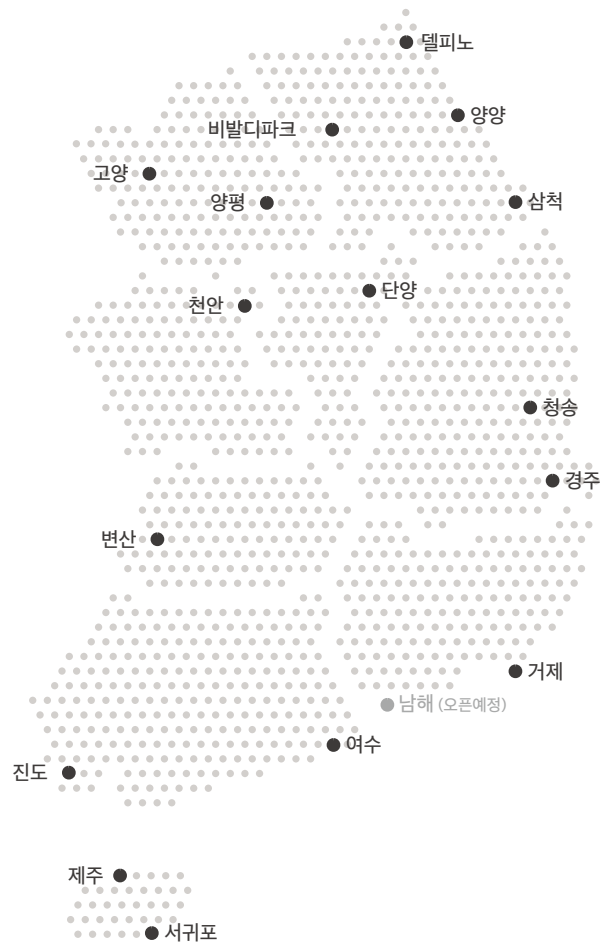 델피노
양양
비발디파크
고양
양평
삼척
단양
천안
청송
경주
변산
거제
남해 (오픈예정)
여수
진도
제주
서귀포